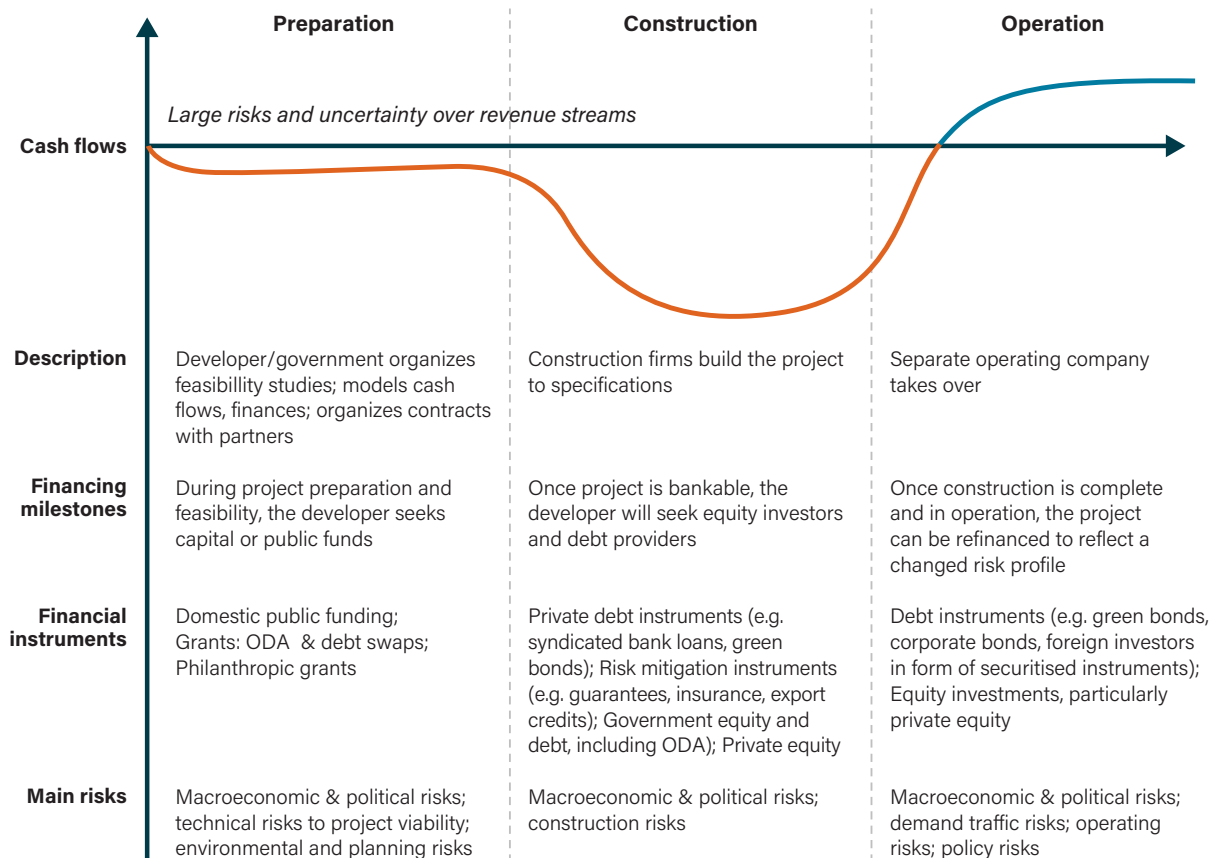 Preparation
Construction
Operation
Large risks and uncertainty over revenue streams
Cash flows
Description
Developer/government organizes
feasibillity studies; models cash
flows, finances; organizes contracts
with partners
Construction firms build the project
to specifications
Separate operating company
takes over
Financing
milestones
During project preparation and
feasibility, the developer seeks
capital or public funds
Once project is bankable, the
developer will seek equity investors
and debt providers
Once construction is complete
and in operation, the project
can be refinanced to reflect a
changed risk profile
Financial
instruments
Domestic public funding;
Grants: ODA & debt swaps;
Philanthropic grants
Private debt instruments (e.g.
syndicated bank loans, green
bonds); Risk mitigation instruments
(e.g. guarantees, insurance, export
credits); Government equity and
debt, including ODA); Private equity
Debt instruments (e.g. green bonds,
corporate bonds, foreign investors
in form of securitised instruments);
Equity investments, particularly
private equity
Main risks
Macroeconomic & political risks;
technical risks to project viability;
environmental and planning risks
Macroeconomic & political risks;
construction risks
Macroeconomic & political risks;
demand traffic risks; operating
risks; policy risks